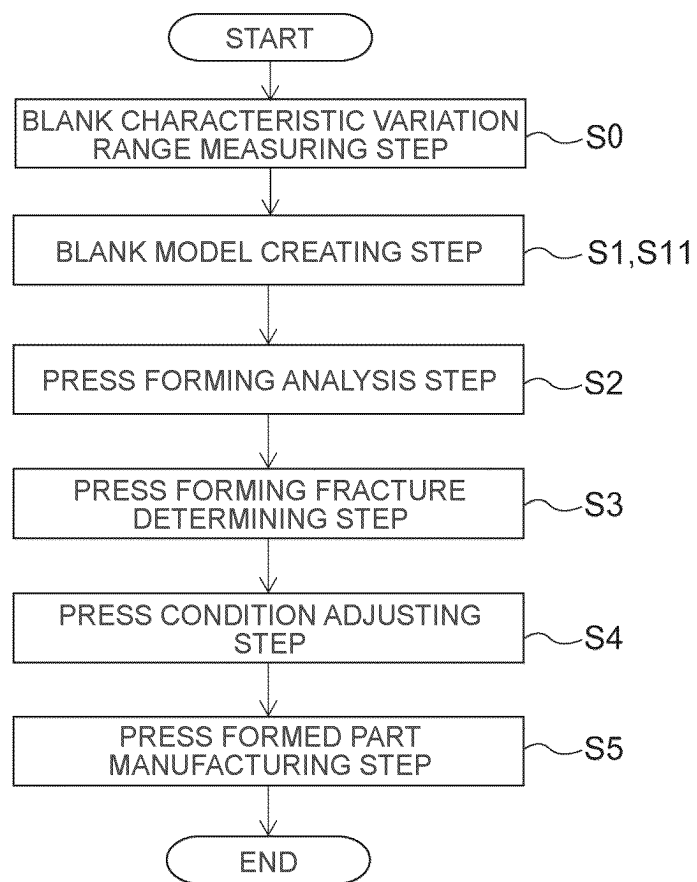 START
BLANK CHARACTERISTIC VARIATION
RANGE MEASURING STEP
S0
BLANK MODEL CREATING STEP
S1,S11
PRESS FORMING ANALYSIS STEP
S2
PRESS FORMING FRACTURE
DETERMINING STEP
S3
PRESS CONDITION ADJUSTING
STEP
S4
PRESS FORMED PART
MANUFACTURING STEP
S5
END